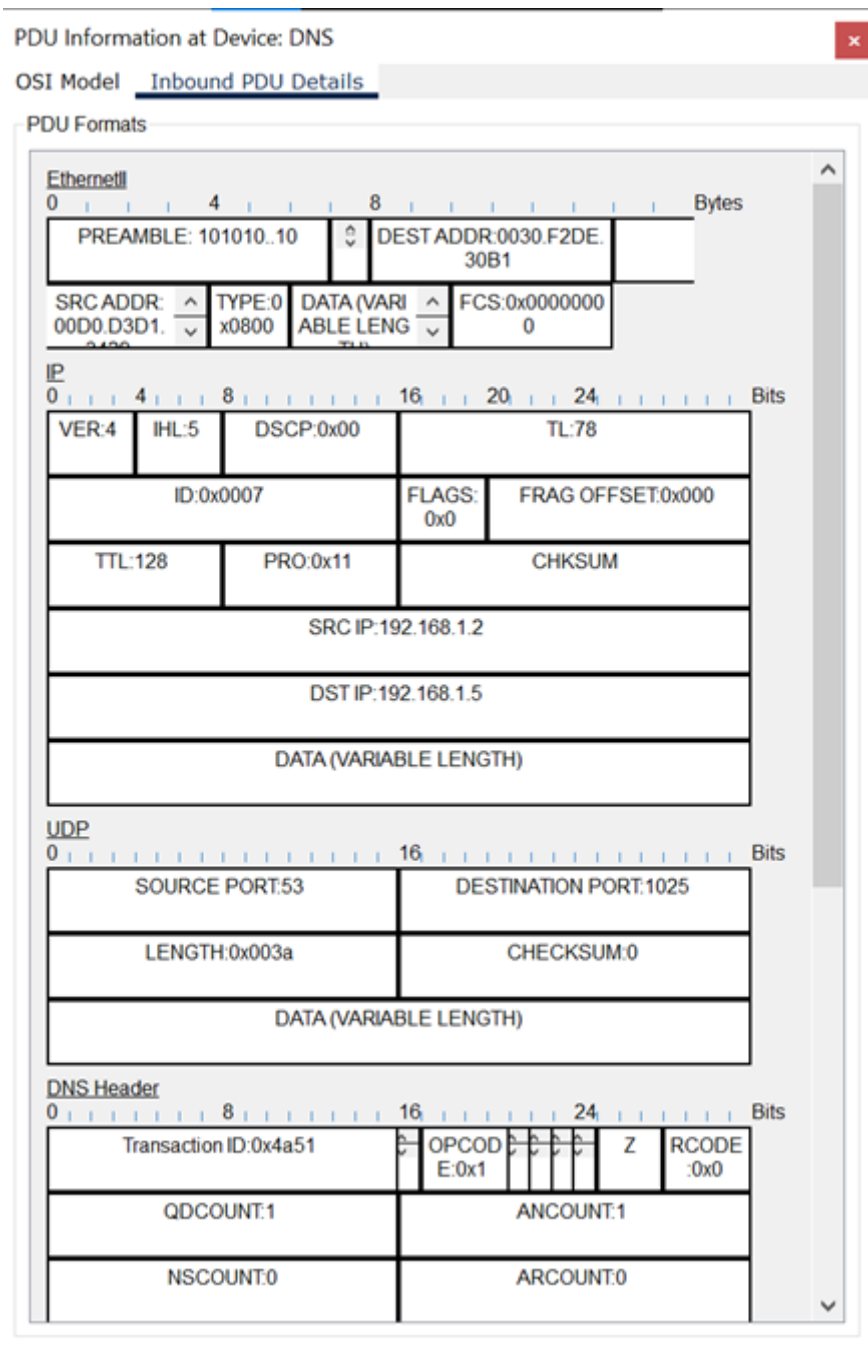 PDU Information at Device: DNS
OSI Model Inbound PDU Details
PDU Formats
EthernetII
0 4 8 Bytes
PREAMBLE: 101010..10 DEST ADDR:0030.F2DE.
30B1
SRC ADDR: TYPE:0 DATA (VARI FCS:0x0000000
00D0.D3D1. x0800 ABLE LENG 0
TH)
IP
0 4 8 16 20 24 Bits
VER:4 IHL:5 DSCP:0x00 TL:78
ID:0x0007 FLAGS: FRAG OFFSET:0x000
0x0
TTL:128 PRO:0x11 CHKSUM
SRC IP:192.168.1.2
DST IP:192.168.1.5
DATA (VARIABLE LENGTH)
UDP
0 16 Bits
SOURCE PORT:53 DESTINATION PORT:1025
LENGTH:0x003a CHECKSUM:0
DATA (VARIABLE LENGTH)
DNS Header
0 8 16 24 Bits
Transaction ID:0x4a51 OPCOD Z RCODE
E:0x1 :0x0
QDCOUNT:1 ANCOUNT:1
NSCOUNT:0 ARCOUNT:0